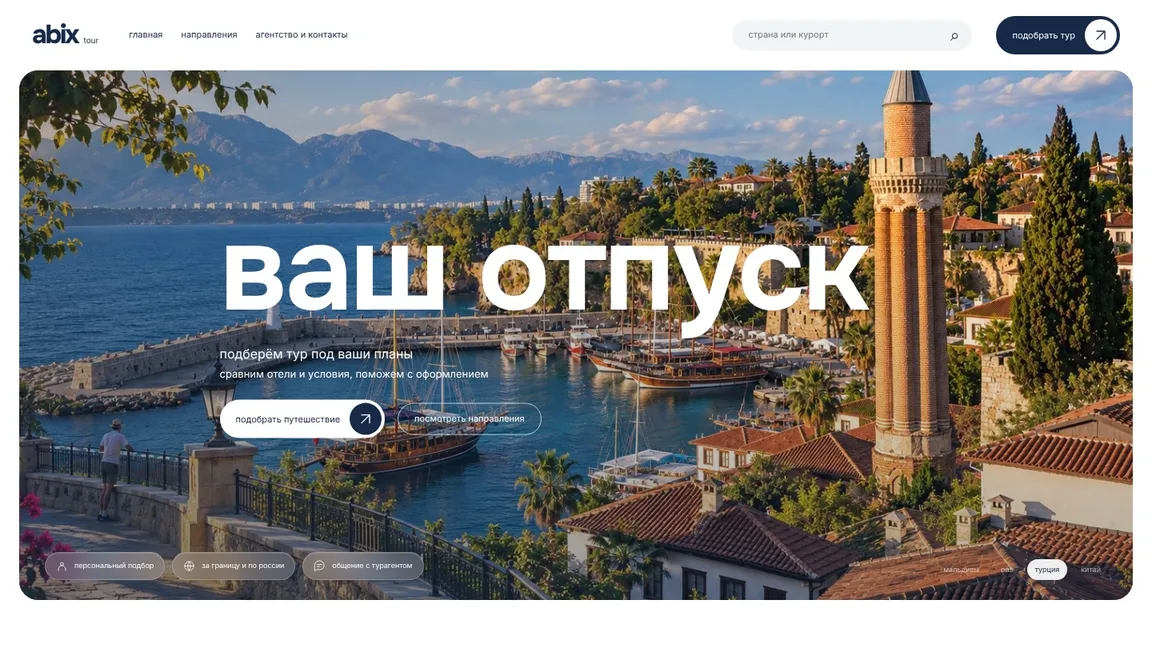 abix tour
главная
направления
агентство и контакты
страна или курорт
подобрать тур
ваш отпуск
подберём тур под ваши планы
сравним отели и условия, поможем с оформлением
подобрать путешествие
посмотреть направления
персональный подбор
за границу и по россии
общение с турагентом
мальдивы
оаэ
турция
китай